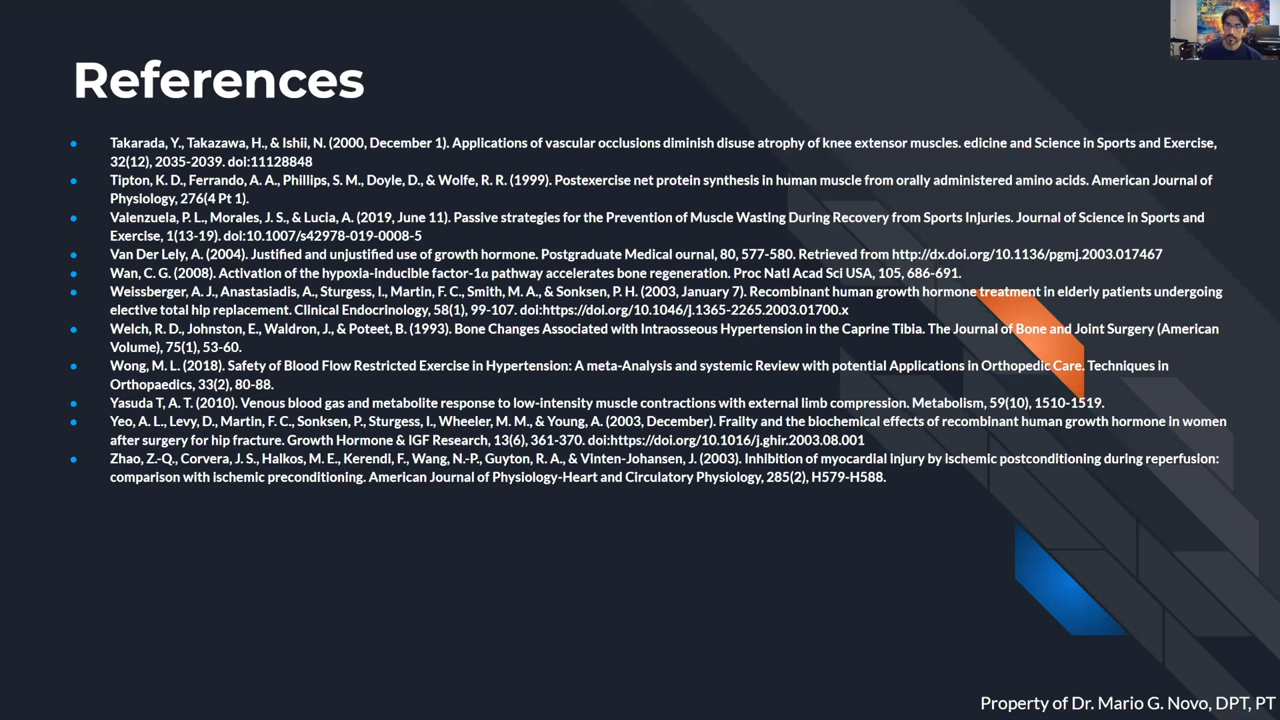 References
Takarada, Y., Takazawa, H., & Ishii, N. (2000, December 1). Applications of vascular occlusions diminish disuse atrophy of knee extensor muscles. edicine and Science in Sports and Exercise,
32(12), 2035-2039. doi:11128848
Tipton, K. D., Ferrando, A. A., Phillips, S. M., Doyle, D., & Wolfe, R. R. (1999). Postexercise net protein synthesis in human muscle from orally administered amino acids. American Journal of
Physiology, 276(4 Pt 1).
Valenzuela, P. L., Morales, J. S., & Lucia, A. (2019, June 11). Passive strategies for the Prevention of Muscle Wasting During Recovery from Sports Injuries. Journal of Science in Sports and
Exercise, 1(13-19). doi:10.1007/s42978-019-0008-5
Van Der Lely, A. (2004). Justified and unjustified use of growth hormone. Postgraduate Medical ournal, 80, 577-580. Retrieved from http://dx.doi.org/10.1136/pgmj.2003.017467
Wan, C. G. (2008). Activation of the hypoxia-inducible factor-1α pathway accelerates bone regeneration. Proc Natl Acad Sci USA, 105, 686-691.
Weissberger, A. J., Anastasiadis, A., Sturgess, I., Martin, F. C., Smith, M. A., & Sonksen, P. H. (2003, January 7). Recombinant human growth hormone treatment in elderly patients undergoing
elective total hip replacement. Clinical Endocrinology, 58(1), 99-107. doi:https://doi.org/10.1046/j.1365-2265.2003.01700.x
Welch, R. D., Johnston, E., Waldron, J., & Poteet, B. (1993). Bone Changes Associated with Intraosseous Hypertension in the Caprine Tibia. The Journal of Bone and Joint Surgery (American
Volume), 75(1), 53-60.
Wong, M. L. (2018). Safety of Blood Flow Restricted Exercise in Hypertension: A meta-Analysis and systemic Review with potential Applications in Orthopedic Care. Techniques in
Orthopaedics, 33(2), 80-88.
Yasuda T, A. T. (2010). Venous blood gas and metabolite response to low-intensity muscle contractions with external limb compression. Metabolism, 59(10), 1510-1519.
Yeo, A. L., Levy, D., Martin, F. C., Sonksen, P., Sturgess, I., Wheeler, M. M., & Young, A. (2003, December). Frailty and the biochemical effects of recombinant human growth hormone in women
after surgery for hip fracture. Growth Hormone & IGF Research, 13(6), 361-370. doi:https://doi.org/10.1016/j.ghir.2003.08.001
Zhao, Z.-Q., Corvera, J. S., Halkos, M. E., Kerendi, F., Wang, N.-P., Guyton, R. A., & Vinten-Johansen, J. (2003). Inhibition of myocardial injury by ischemic postconditioning during reperfusion:
comparison with ischemic preconditioning. American Journal of Physiology-Heart and Circulatory Physiology, 285(2), H579-H588.
Property of Dr. Mario G. Novo, DPT, PT